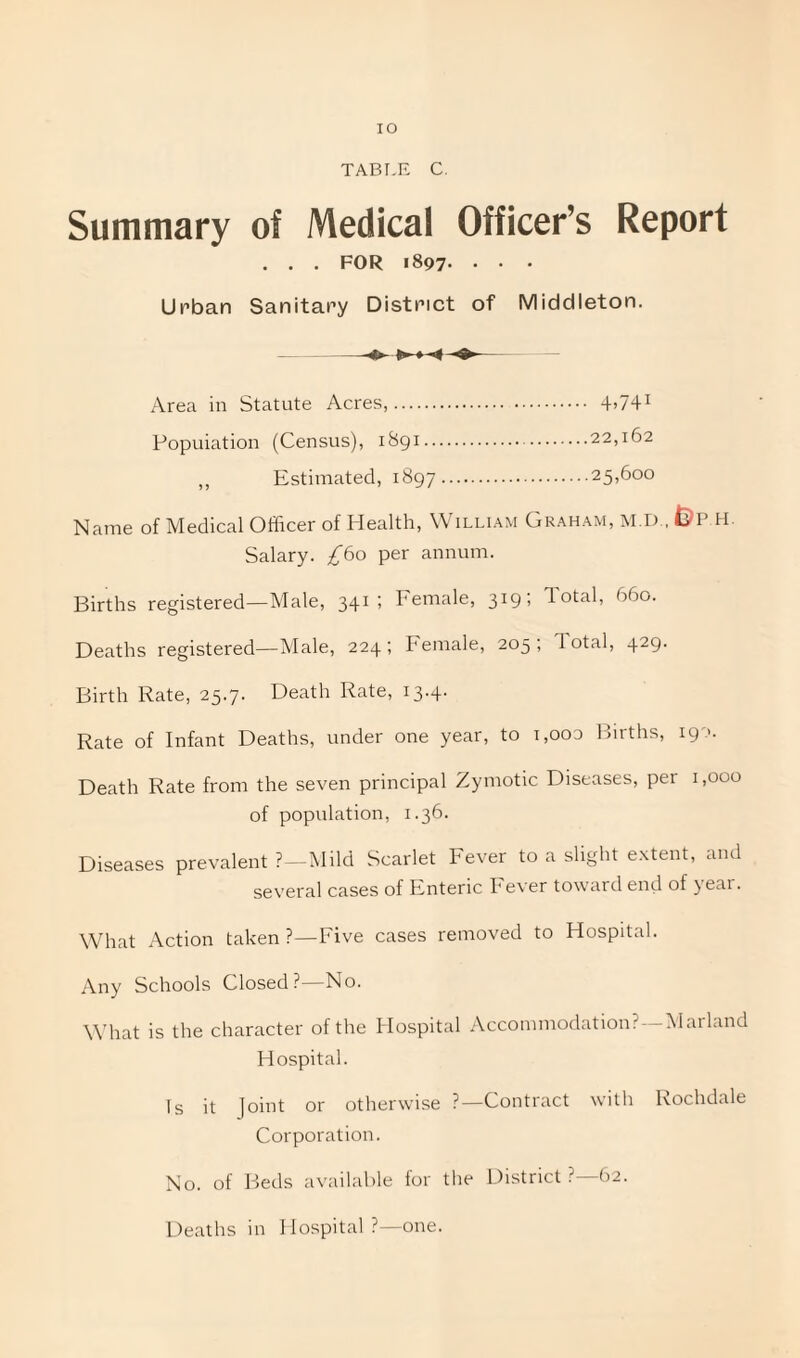 10
TABLE C.
Summary of Medical Officer's Report
. . . FOR 1897. . . .
Urban Sanitary District of Middleton.
Area in Statute Acres, .................... 4,741
Population (Census), 1891 .................... 22,162
,, Estimated, 1897 .................... 25,600
Name of Medical Officer of Health, WILLIAM GRAHAM, M.D., P.H.
Salary. £60 per annum.
Births registered—Male, 341 ; Female, 319 ; Total, 660.
Deaths registered—Male, 224 ; Female, 205 ; Total, 429.
Birth Rate, 25.7. Death Rate, 13.4.
Rate of Infant Deaths, under one year, to 1,000 Births, 190.
Death Rate from the seven principal Zymotic Diseases, per 1,000
of population, 1.36.
Diseases prevalent ?—Mild Scarlet Fever to a slight extent, and
several cases of Enteric Fever toward end of year.
What Action taken ?—Five cases removed to Hospital.
Any Schools Closed ?—No.
What is the character of the Hospital Accommodation?—Marland
Hospital.
Is it Joint or otherwise ?—Contract with Rochdale
Corporation.
No. of Beds available for the District ?—62.
Deaths in Hospital ?—one.